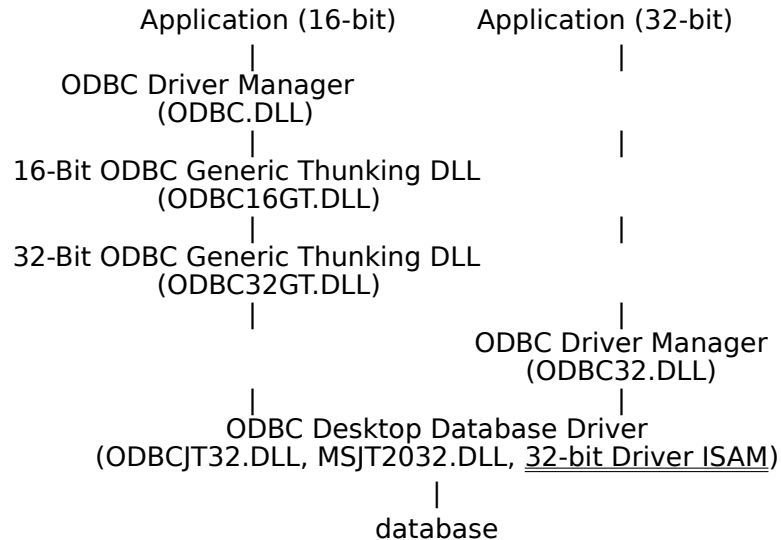 Application (16-bit) Application (32-bit)
| |
ODBC Driver Manager
(ODBC.DLL)
| |
16-Bit ODBC Generic Thunking DLL
(ODBC16GT.DLL)
| |
32-Bit ODBC Generic Thunking DLL
(ODBC32GT.DLL)
| |
ODBC Driver Manager
(ODBC32.DLL)
| |
ODBC Desktop Database Driver
(ODBCJT32.DLL, MSJT2032.DLL, 32-bit Driver ISAM)
|
database